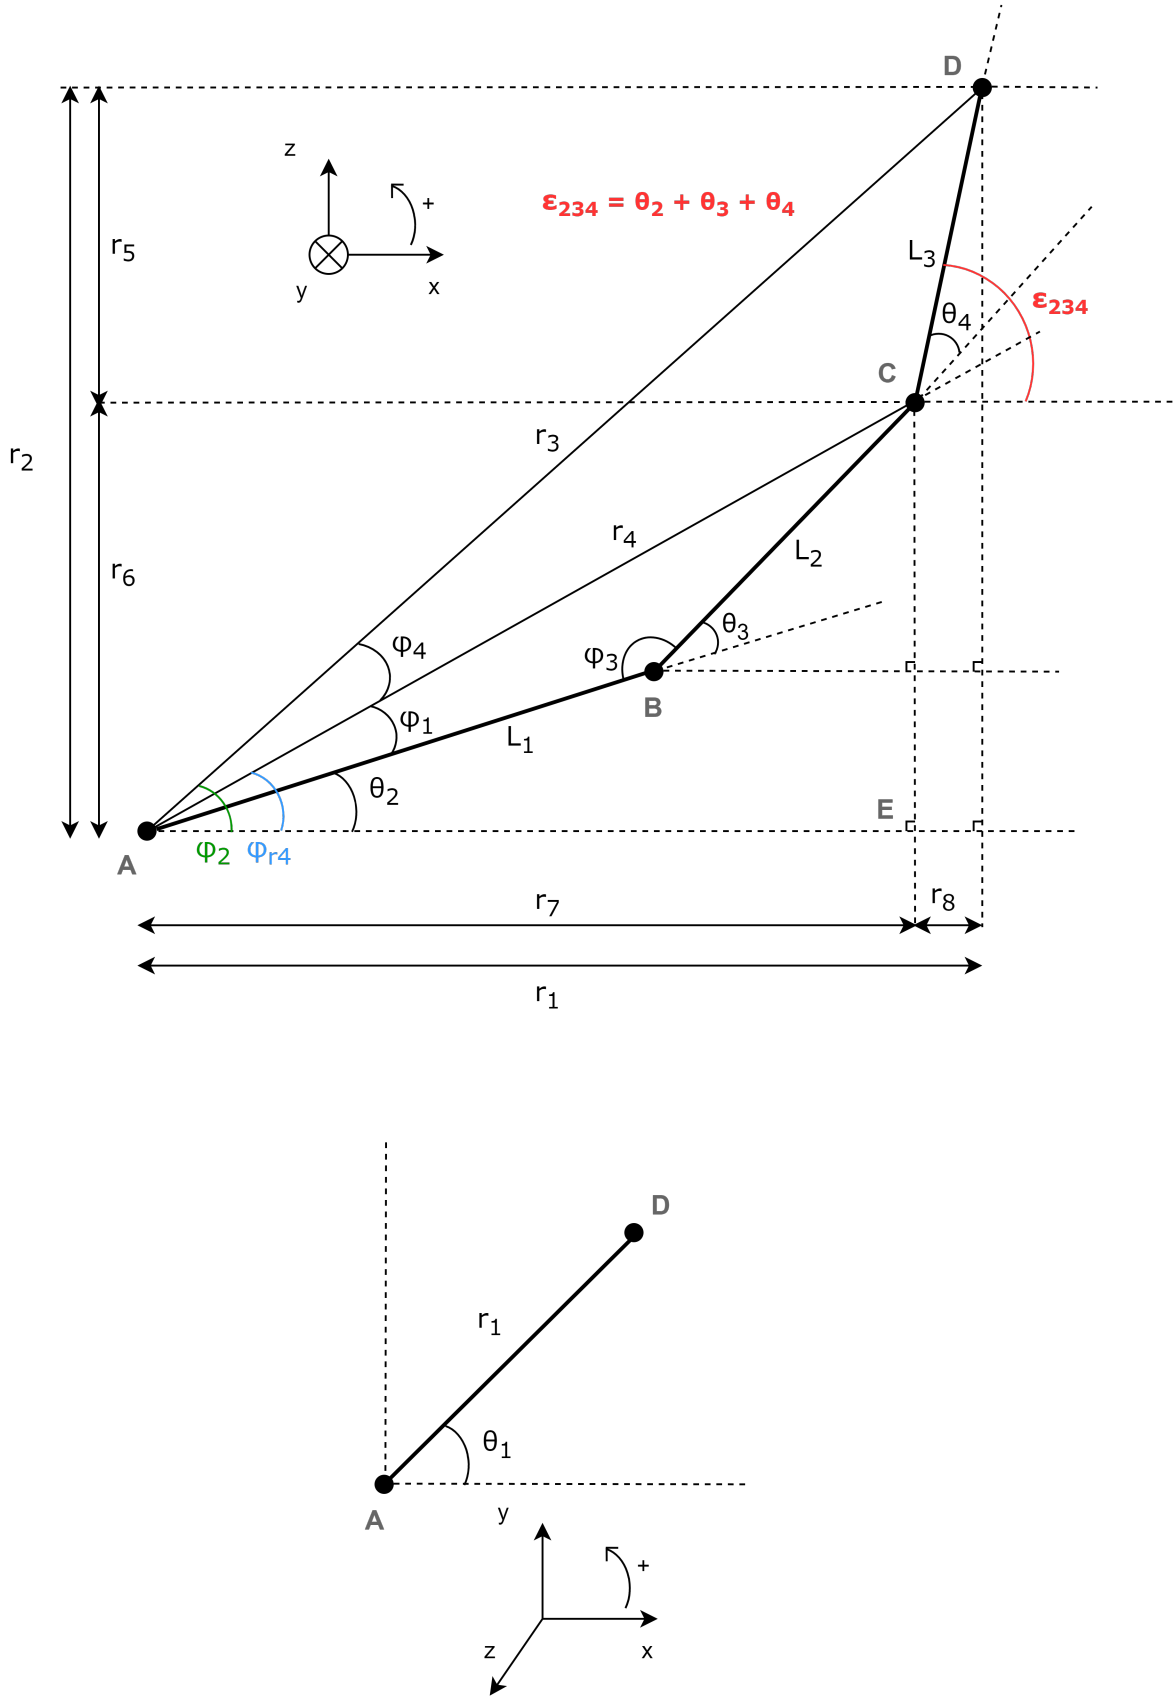 D
z
ε₂₃₄ = θ₂ + θ₃ + θ₄
+
r₅
L₃
y
x
ε₂₃₄
θ₄
C
r₃
r₂
r₄
L₂
r₆
θ₃
φ₄
φ₃
B
φ₁
L₁
θ₂
E
A
φ₂
φᵣ₄
r₈
r₇
r₁
D
r₁
θ₁
A
y
+
z
x